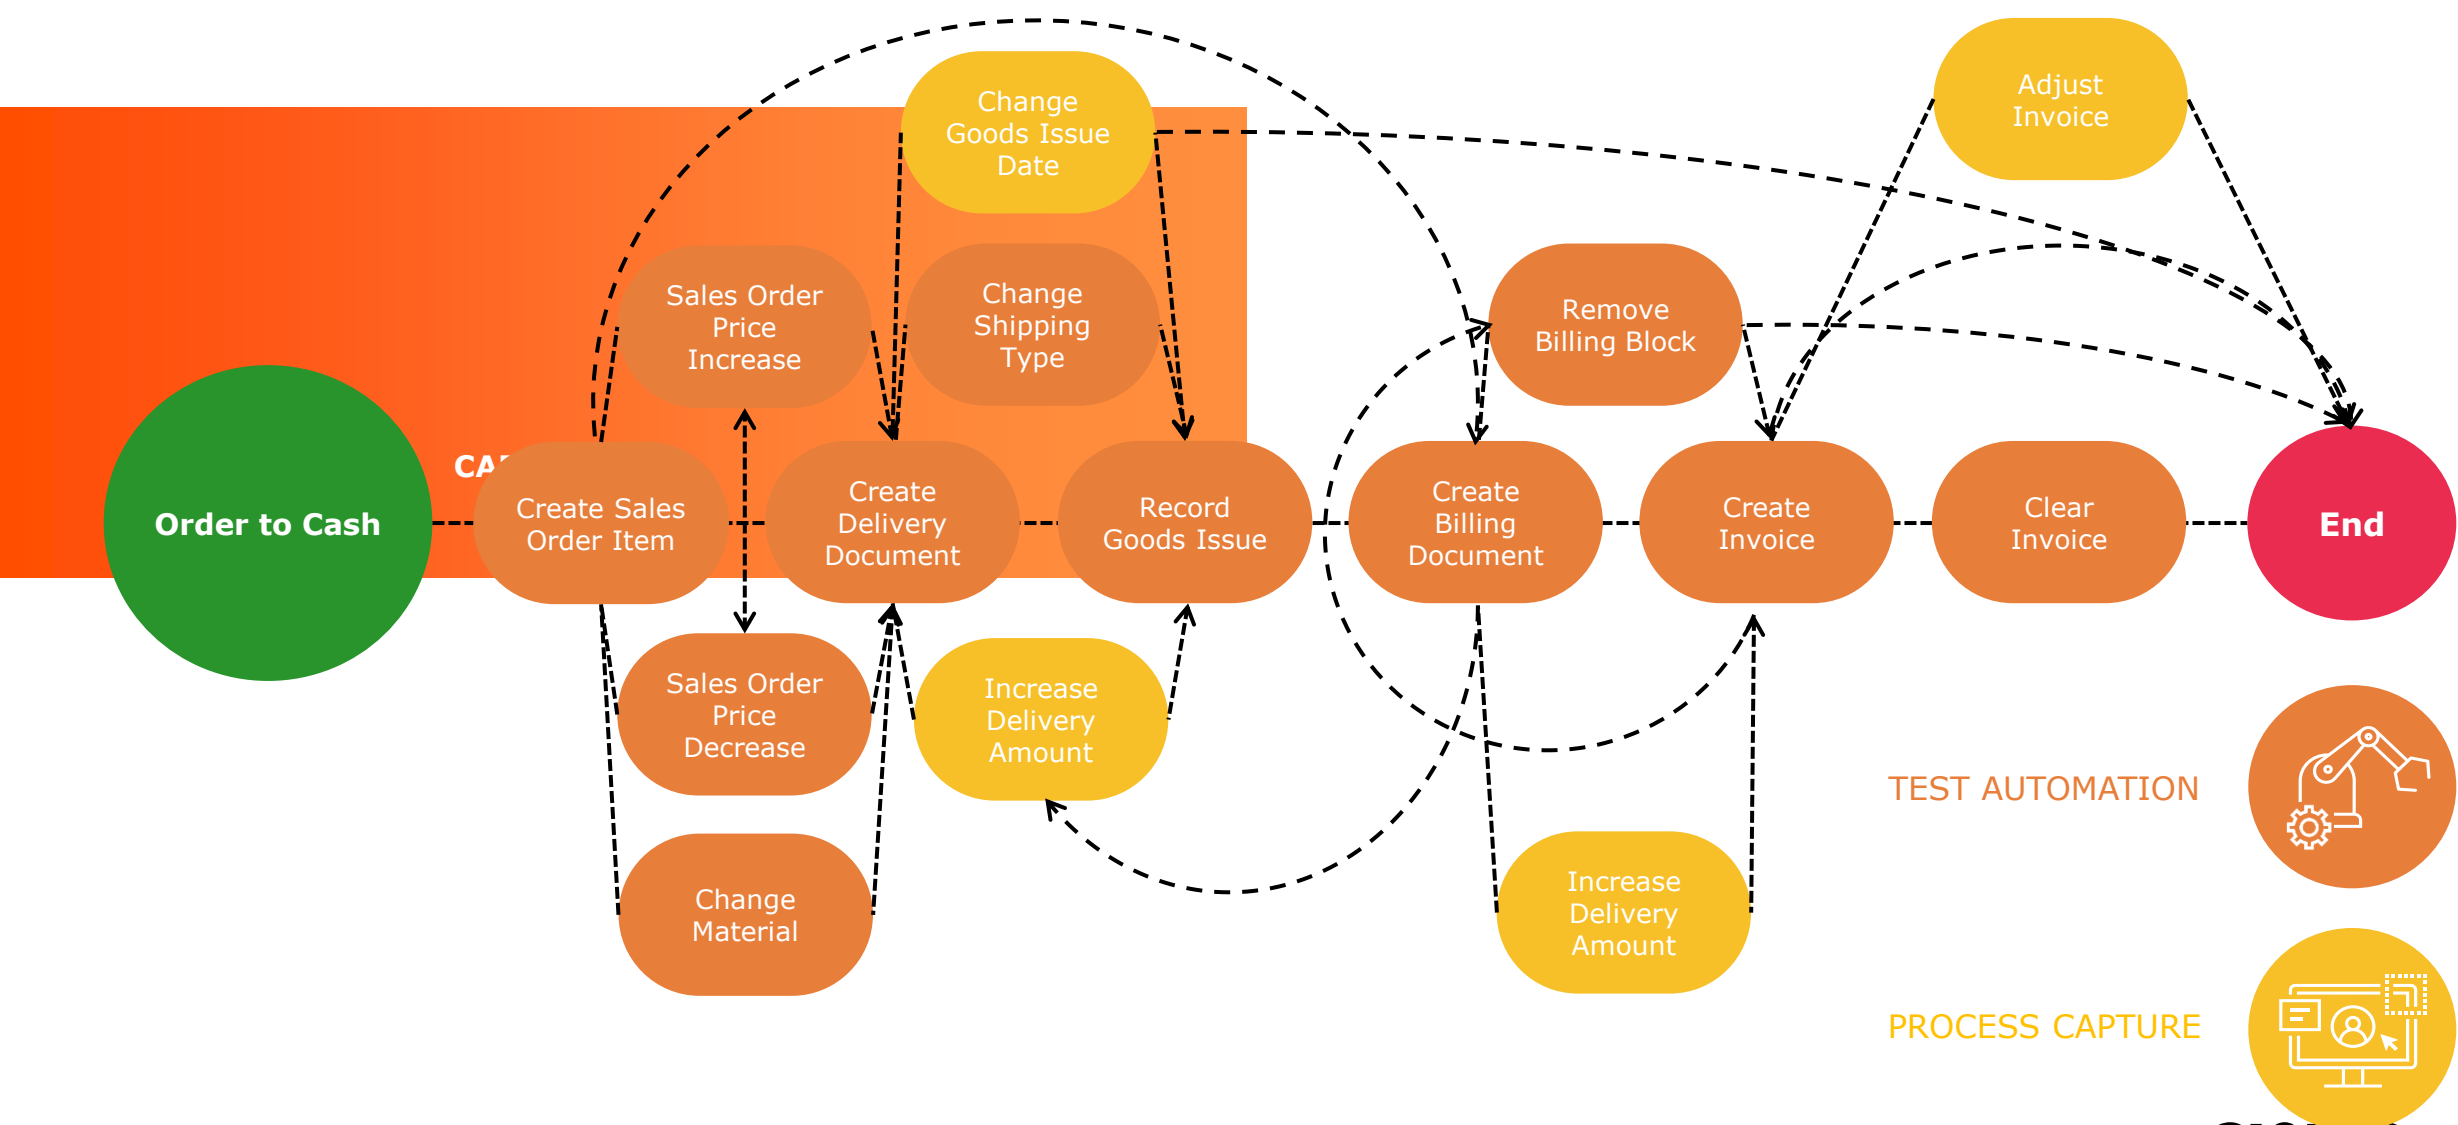 Change
Goods Issue
Date
Adjust
Invoice
Sales Order
Price
Increase
Change
Shipping
Type
Remove
Billing Block
Order to Cash
Create Sales
Order Item
Create
Delivery
Document
Record
Goods Issue
Create
Billing
Document
Create
Invoice
Clear
Invoice
End
Sales Order
Price
Decrease
Increase
Delivery
Amount
Change
Material
Increase
Delivery
Amount
TEST AUTOMATION
PROCESS CAPTURE